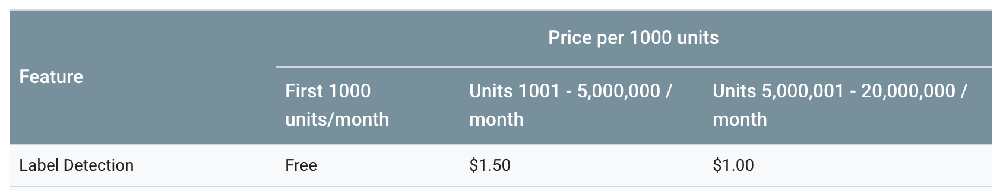 Price per 1000 units
Feature
First 1000
units/month
Units 1001 - 5,000,000 /
month
Units 5,000,001 - 20,000,000 /
month
Label Detection
Free
$1.50
$1.00